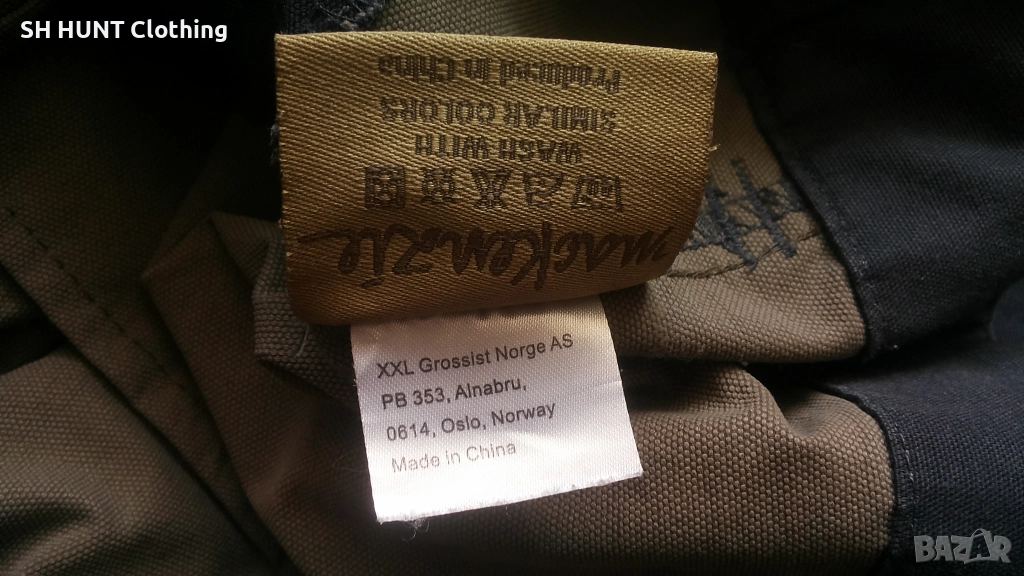 SH HUNT Clothing
Produced in China
SIMILAR COLORS
WASH WITH
mackenzie
XXL Grossist Norge AS
PB 353, Alnabru,
0614, Oslo, Norway
Made in China
BAZAR